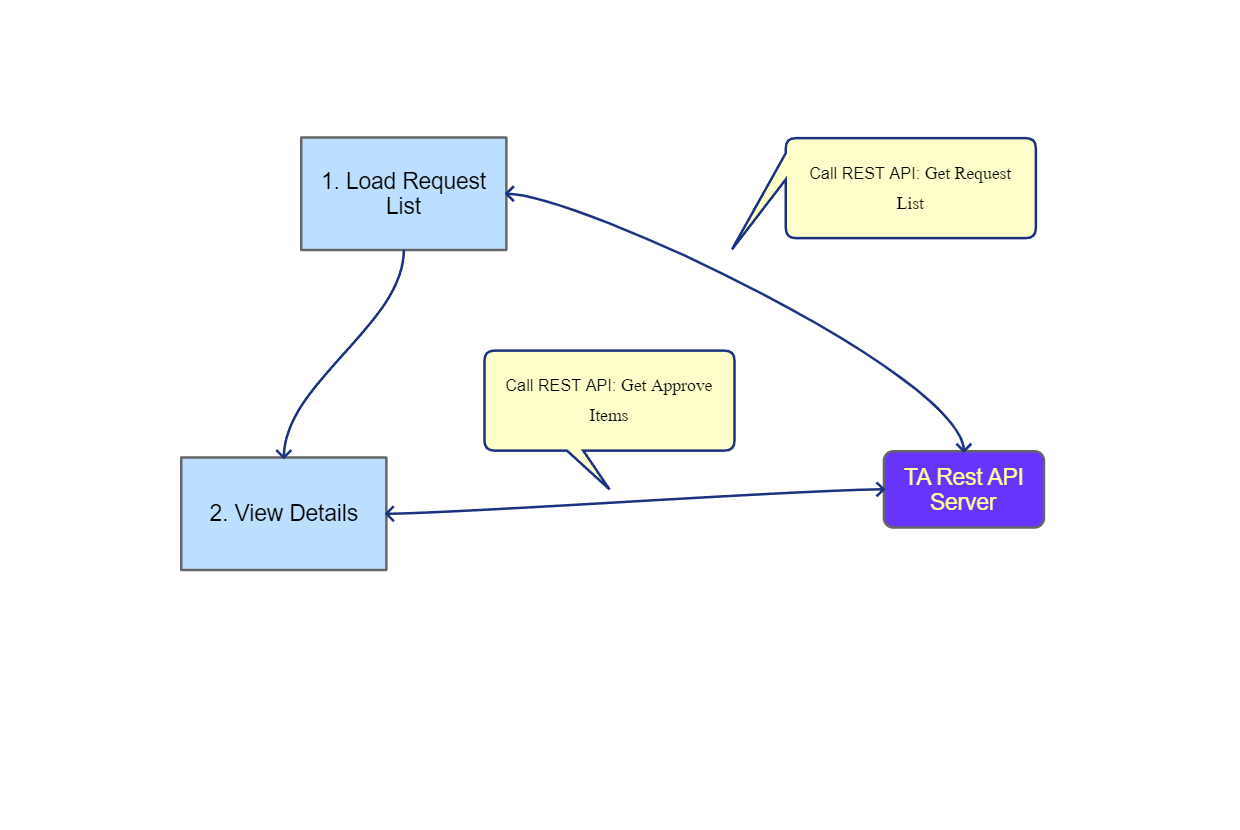 1. Load Request
List
Call REST API: Get Request
List
Call REST API: Get Approve
Items
2. View Details
TA Rest API
Server